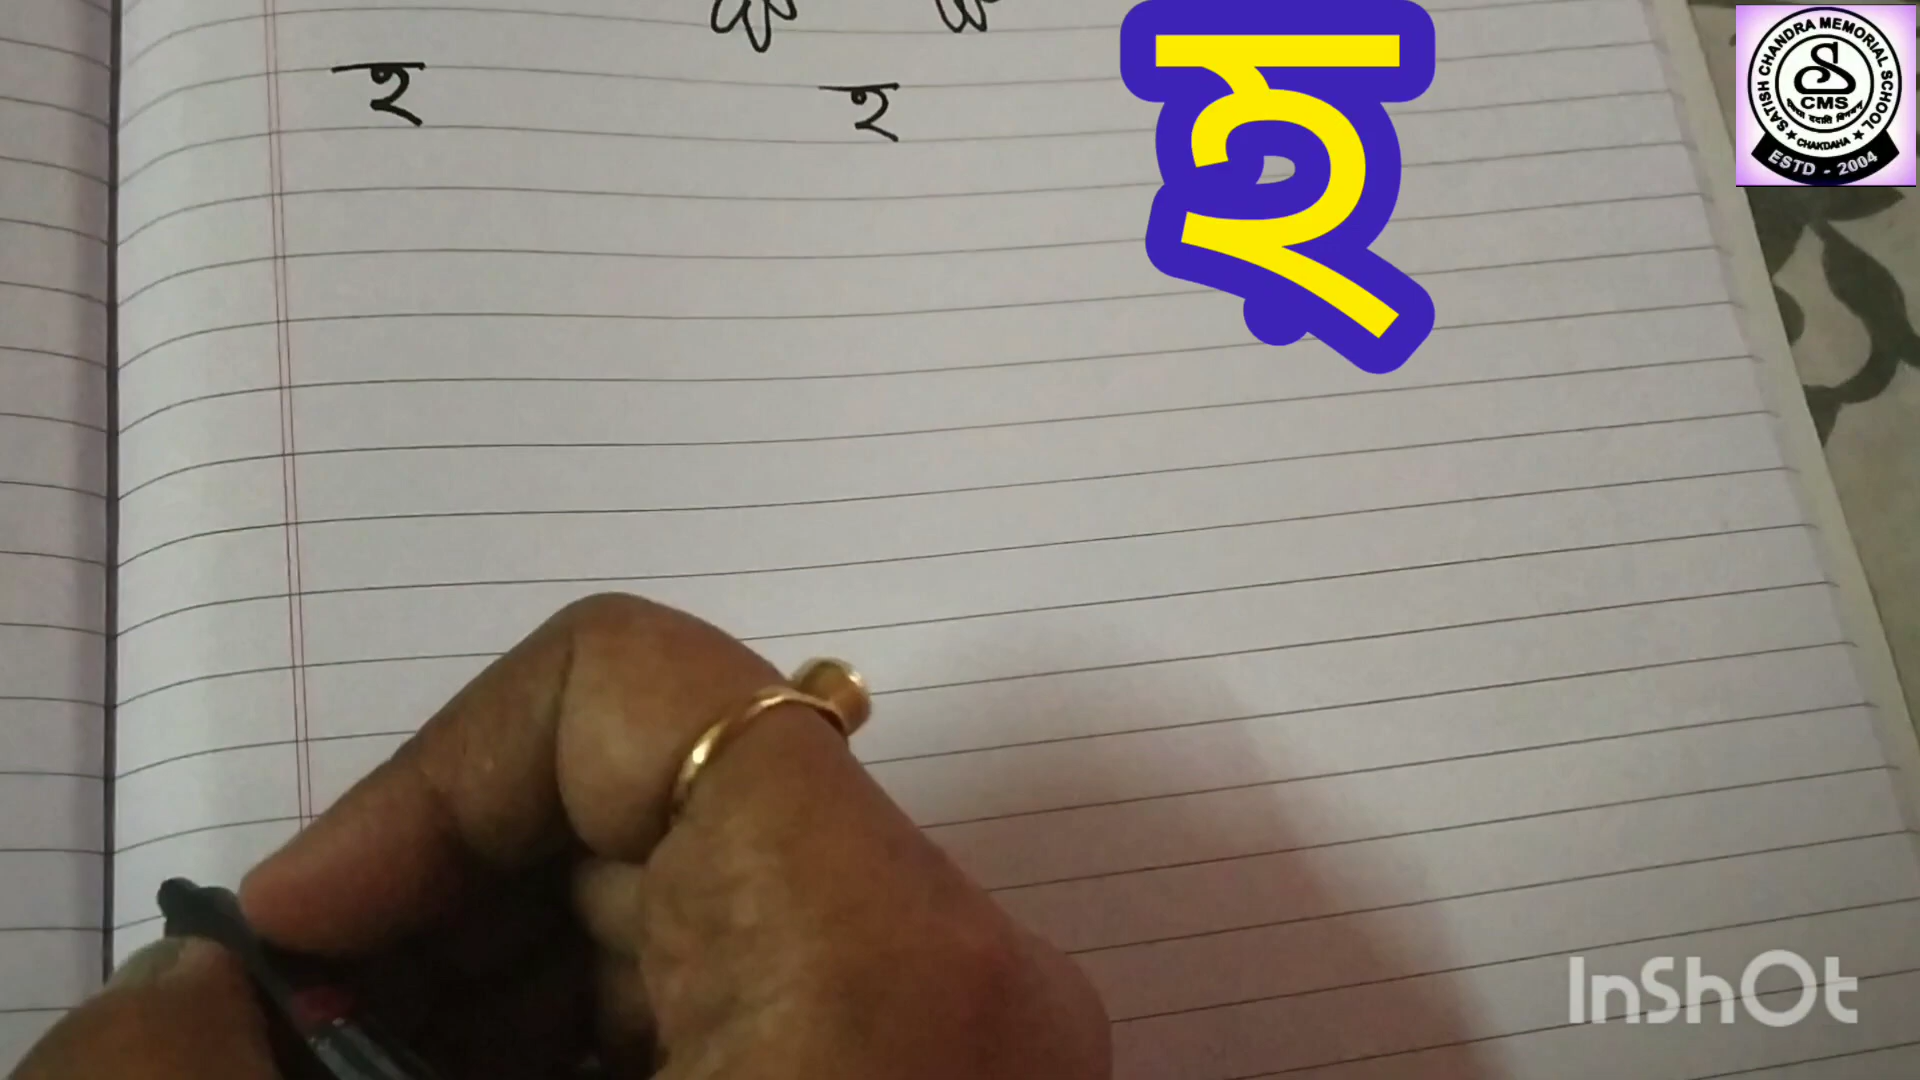 হ হ
হ
SATISH CHANDRA MEMORIAL SCHOOL
S
CMS
CHAKDAHA
ESTD - 2004
InShOt